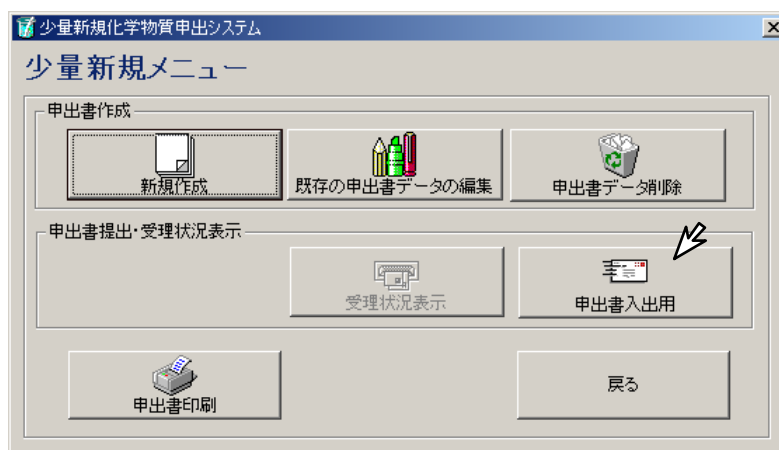 少量新規化学物質申出システム
少量新規メニュー
申出書作成
新規作成
既存の申出書データの編集
申出書データ削除
申出書提出・受理状況表示
受理状況表示
申出書入出用
申出書印刷
戻る